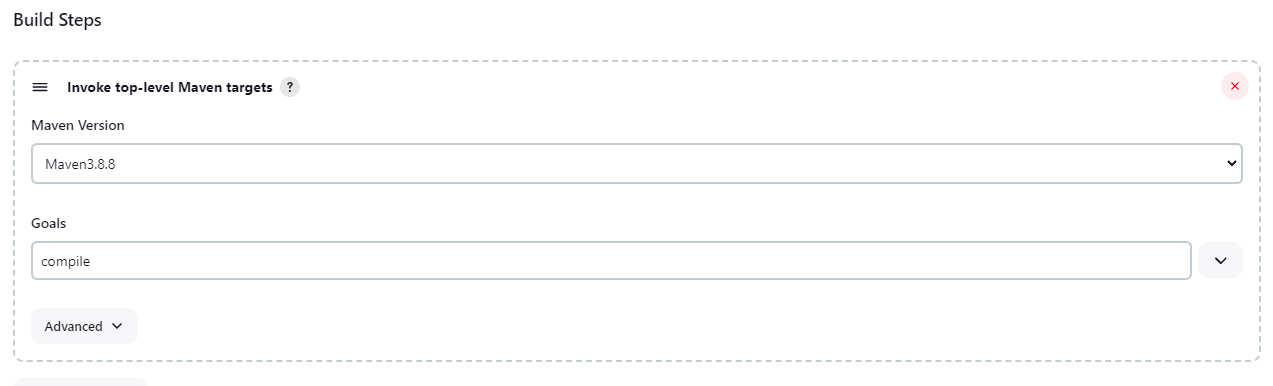 Build Steps
Invoke top-level Maven targets ?
Maven Version
Maven3.8.8
Goals
compile
Advanced